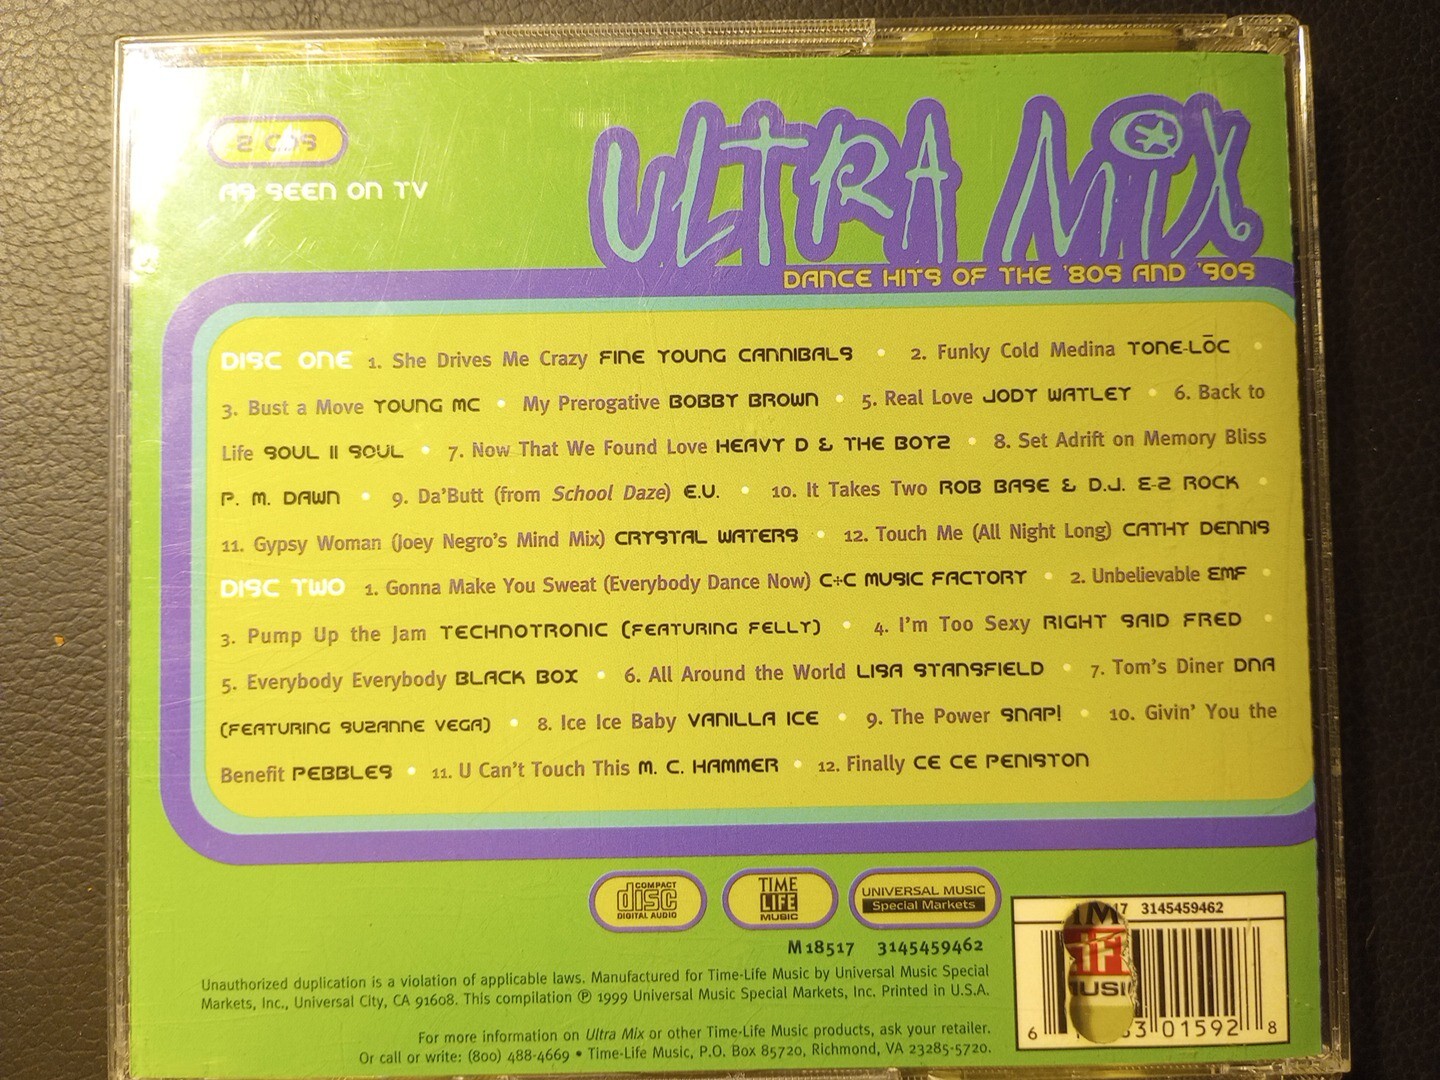 2 CDS
AS SEEN ON TV
ULTRA MIX
DANCE HITS OF THE '80S AND '90S
DISC ONE 1. She Drives Me Crazy FINE YOUNG CANNIBALS • 2. Funky Cold Medina TONE-LŌC •
3. Bust a Move YOUNG MC • My Prerogative BOBBY BROWN • 5. Real Love JODY WATLEY • 6. Back to
Life SOUL II SOUL • 7. Now That We Found Love HEAVY D & THE BOYZ • 8. Set Adrift on Memory Bliss
P. M. DAWN • 9. Da'Butt (from School Daze) E.U. • 10. It Takes Two ROB BASE & D.J. E-Z ROCK •
11. Gypsy Woman (Joey Negro's Mind Mix) CRYSTAL WATERS • 12. Touch Me (All Night Long) CATHY DENNIS
DISC TWO 1. Gonna Make You Sweat (Everybody Dance Now) C+C MUSIC FACTORY • 2. Unbelievable EMF •
3. Pump Up the Jam TECHNOTRONIC (FEATURING FELLY) • 4. I'm Too Sexy RIGHT SAID FRED •
5. Everybody Everybody BLACK BOX • 6. All Around the World LISA STANSFIELD • 7. Tom's Diner DNA
(FEATURING SUZANNE VEGA) • 8. Ice Ice Baby VANILLA ICE • 9. The Power SNAP! • 10. Givin' You the
Benefit PEBBLES • 11. U Can't Touch This M. C. HAMMER • 12. Finally CE CE PENISTON
COMPACT
disc
DIGITAL AUDIO
TIME
LIFE
MUSIC
UNIVERSAL MUSIC
Special Markets
M18517 3145459462
17 3145459462
Unauthorized duplication is a violation of applicable laws. Manufactured for Time-Life Music by Universal Music Special
Markets, Inc., Universal City, CA 91608. This compilation ℗ 1999 Universal Music Special Markets, Inc. Printed in U.S.A.
For more information on Ultra Mix or other Time-Life Music products, ask your retailer.
Or call or write: (800) 488-4669 • Time-Life Music, P.O. Box 85720, Richmond, VA 23285-5720.
6 01592 8